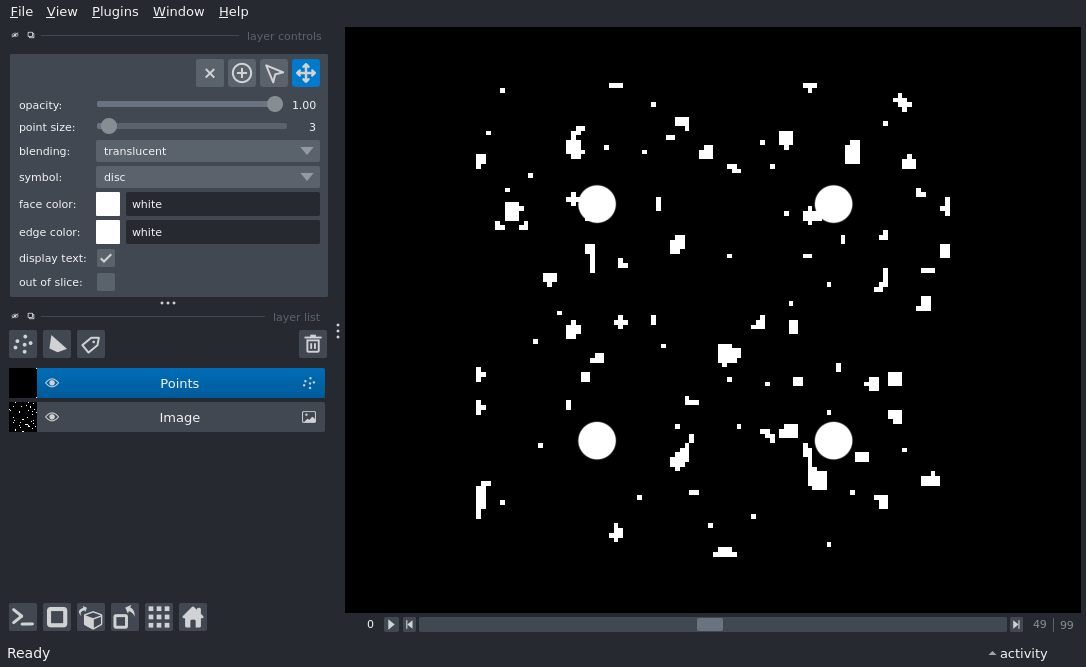 File View Plugins Window Help
layer controls
opacity: 1.00
point size: 3
blending: translucent
symbol: disc
face color: white
edge color: white
display text:
out of slice:
layer list
Points
Image
0 49 99
Ready activity